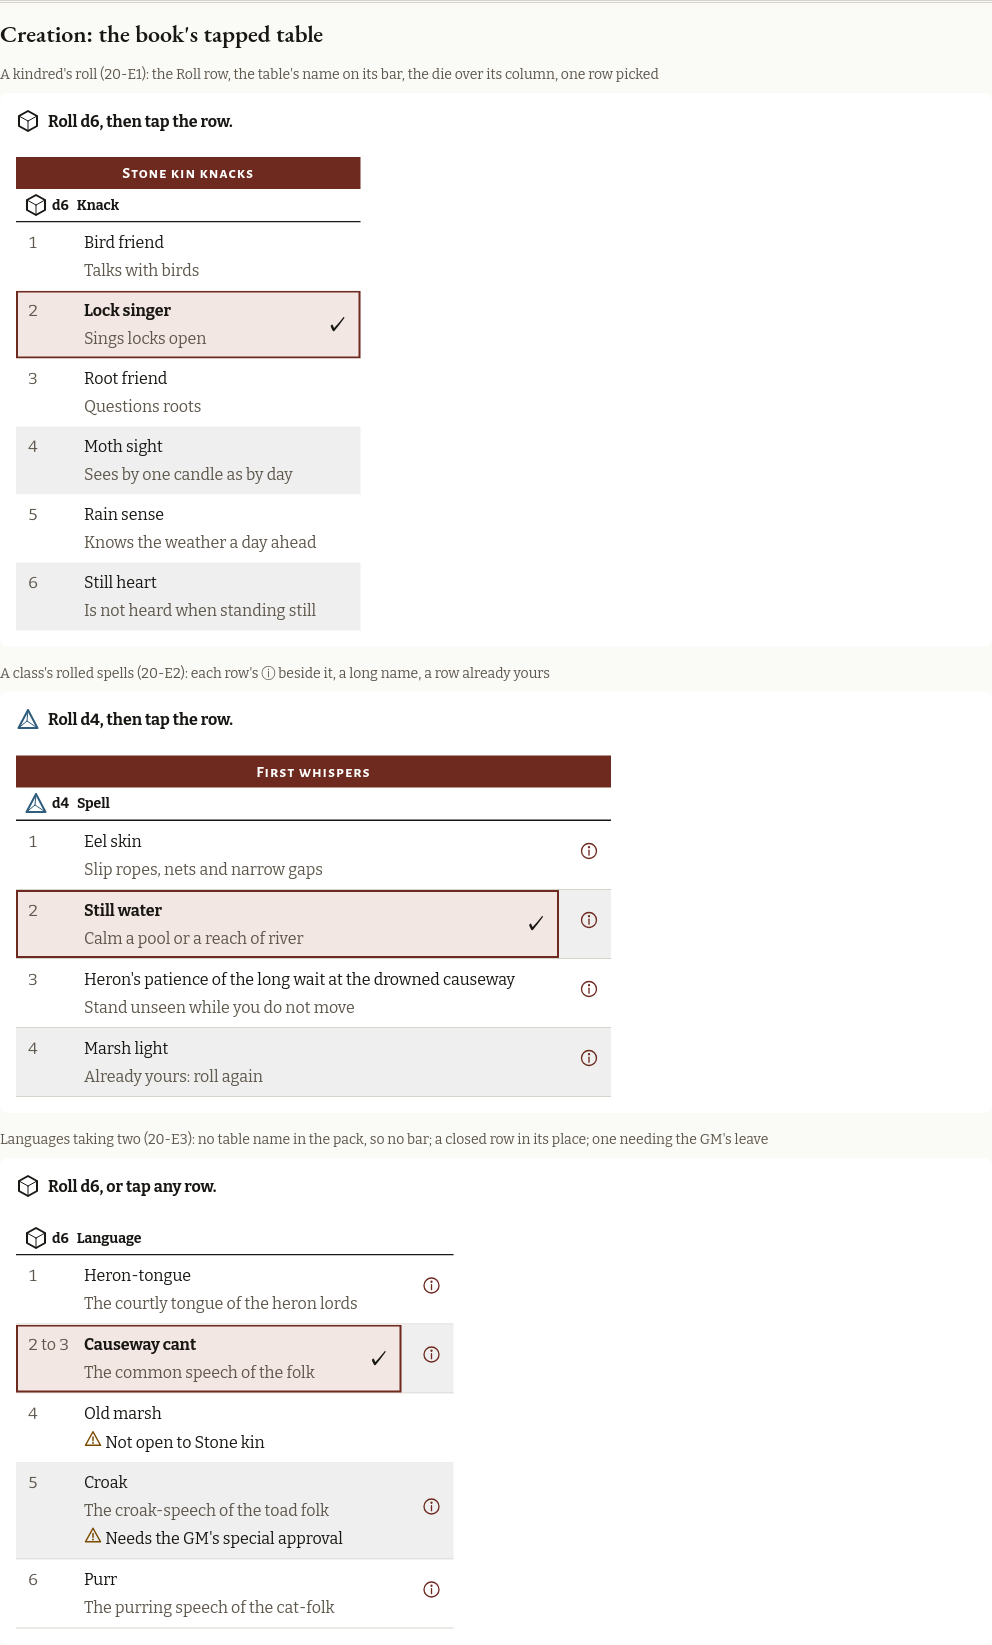 Creation: the book's tapped table
A kindred's roll (20-E1): the Roll row, the table's name on its bar, the die over its column, one row picked
Roll d6, then tap the row.
Stone kin knacks
d6 Knack
1 Bird friend
Talks with birds
2 Lock singer ✓
Sings locks open
3 Root friend
Questions roots
4 Moth sight
Sees by one candle as by day
5 Rain sense
Knows the weather a day ahead
6 Still heart
Is not heard when standing still
A class's rolled spells (20-E2): each row's ⓘ beside it, a long name, a row already yours
Roll d4, then tap the row.
First whispers
d4 Spell
1 Eel skin ⓘ
Slip ropes, nets and narrow gaps
2 Still water ✓ ⓘ
Calm a pool or a reach of river
3 Heron's patience of the long wait at the drowned causeway ⓘ
Stand unseen while you do not move
4 Marsh light ⓘ
Already yours: roll again
Languages taking two (20-E3): no table name in the pack, so no bar; a closed row in its place; one needing the GM's leave
Roll d6, or tap any row.
d6 Language
1 Heron-tongue ⓘ
The courtly tongue of the heron lords
2 to 3 Causeway cant ✓ ⓘ
The common speech of the folk
4 Old marsh
⚠ Not open to Stone kin
5 Croak
The croak-speech of the toad folk ⓘ
⚠ Needs the GM's special approval
6 Purr ⓘ
The purring speech of the cat-folk